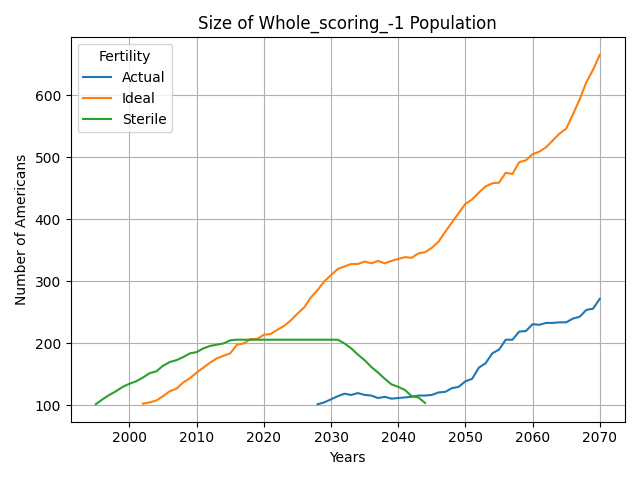 Size of Whole_scoring_-1 Population
Fertility
Actual
Ideal
Sterile
Number of Americans
600
500
400
300
200
100
2000
2010
2020
2030
2040
2050
2060
2070
Years